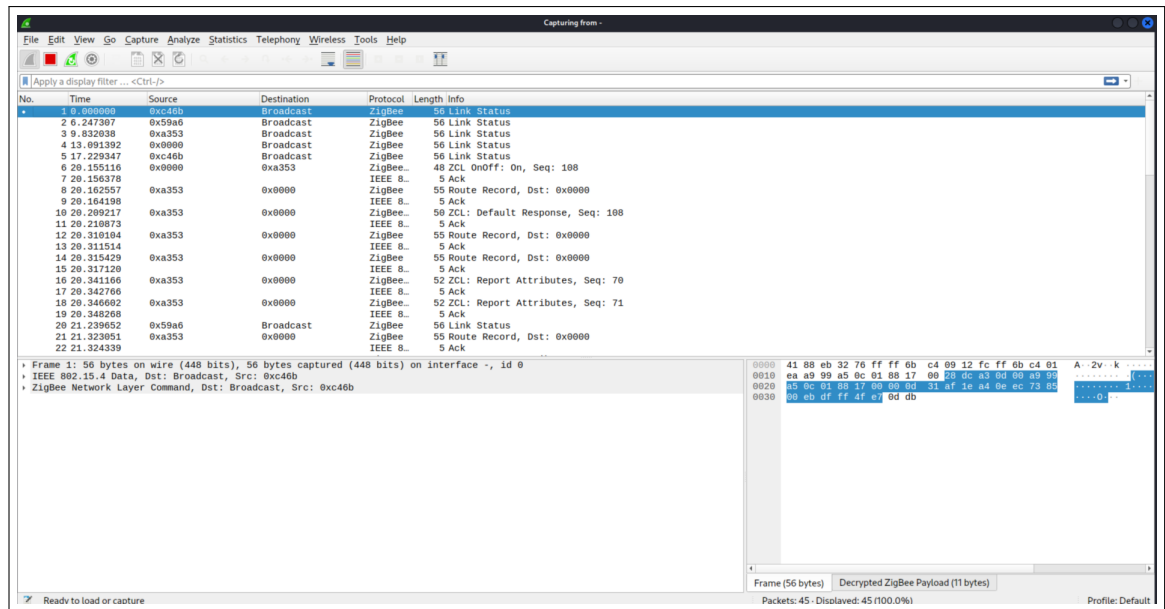 Capturing from -
File Edit View Go Capture Analyze Statistics Telephony Wireless Tools Help
Apply a display filter … <Ctrl-/>
No. Time Source Destination Protocol Length Info
1 0.000000 0xc46b Broadcast ZigBee 56 Link Status
2 6.247307 0x59a6 Broadcast ZigBee 56 Link Status
3 9.832038 0xa353 Broadcast ZigBee 56 Link Status
4 13.091392 0x0000 Broadcast ZigBee 56 Link Status
5 17.229347 0xc46b Broadcast ZigBee 56 Link Status
6 20.155116 0x0000 0xa353 ZigBee… 48 ZCL OnOff: On, Seq: 108
7 20.156378 IEEE 8… 5 Ack
8 20.162557 0xa353 0x0000 ZigBee 55 Route Record, Dst: 0x0000
9 20.164198 IEEE 8… 5 Ack
10 20.209217 0xa353 0x0000 ZigBee… 50 ZCL: Default Response, Seq: 108
11 20.210873 IEEE 8… 5 Ack
12 20.310104 0xa353 0x0000 ZigBee 55 Route Record, Dst: 0x0000
13 20.311514 IEEE 8… 5 Ack
14 20.315429 0xa353 0x0000 ZigBee 55 Route Record, Dst: 0x0000
15 20.317120 IEEE 8… 5 Ack
16 20.341166 0xa353 0x0000 ZigBee… 52 ZCL: Report Attributes, Seq: 70
17 20.342766 IEEE 8… 5 Ack
18 20.346602 0xa353 0x0000 ZigBee… 52 ZCL: Report Attributes, Seq: 71
19 20.348268 IEEE 8… 5 Ack
20 21.239652 0x59a6 Broadcast ZigBee 56 Link Status
21 21.323051 0xa353 0x0000 ZigBee 55 Route Record, Dst: 0x0000
22 21.324339 IEEE 8… 5 Ack
Frame 1: 56 bytes on wire (448 bits), 56 bytes captured (448 bits) on interface -, id 0
IEEE 802.15.4 Data, Dst: Broadcast, Src: 0xc46b
ZigBee Network Layer Command, Dst: Broadcast, Src: 0xc46b
0000 41 88 eb 32 76 ff ff 6b c4 09 12 fc ff 6b c4 01 A··2v··k ·····
0010 ea a9 99 a5 0c 01 88 17 00 28 dc a3 0d 00 a9 99 ········ ·(···
0020 a5 0c 01 88 17 00 00 0d 31 af 1e a4 0e ec 73 85 ········ 1····
0030 00 eb df ff 4f e7 0d db ····O···
Frame (56 bytes) Decrypted ZigBee Payload (11 bytes)
Ready to load or capture Packets: 45 · Displayed: 45 (100.0%) Profile: Default